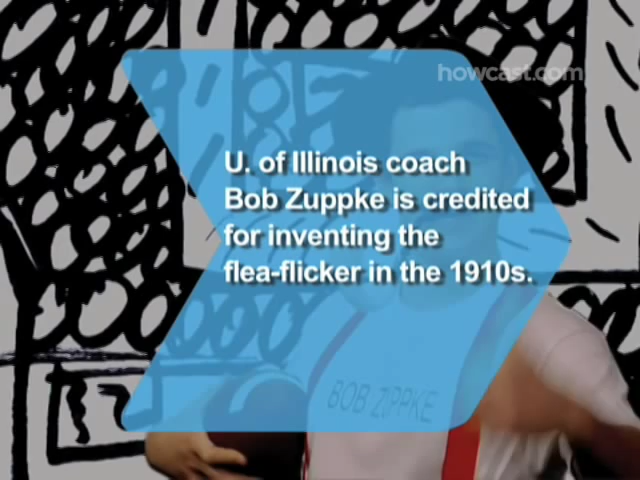 howcast.com
U. of Illinois coach
Bob Zuppke is credited
for inventing the
flea-flicker in the 1910s.
BOB ZUPPKE